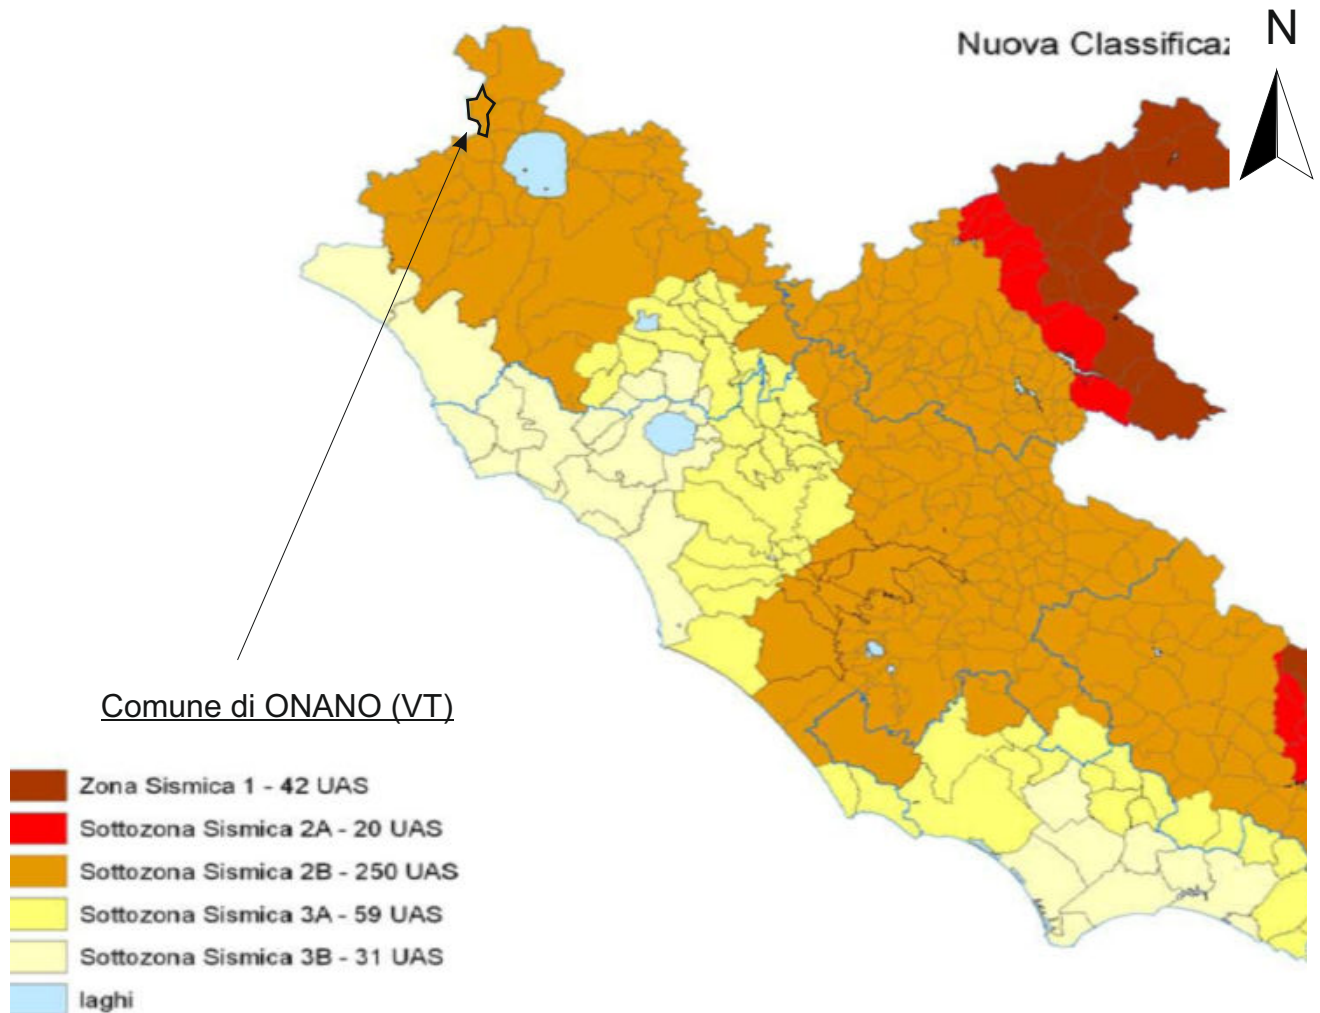 Nuova Classificaz
N
Comune di ONANO (VT)
Zona Sismica 1 - 42 UAS
Sottozona Sismica 2A - 20 UAS
Sottozona Sismica 2B - 250 UAS
Sottozona Sismica 3A - 59 UAS
Sottozona Sismica 3B - 31 UAS
laghi